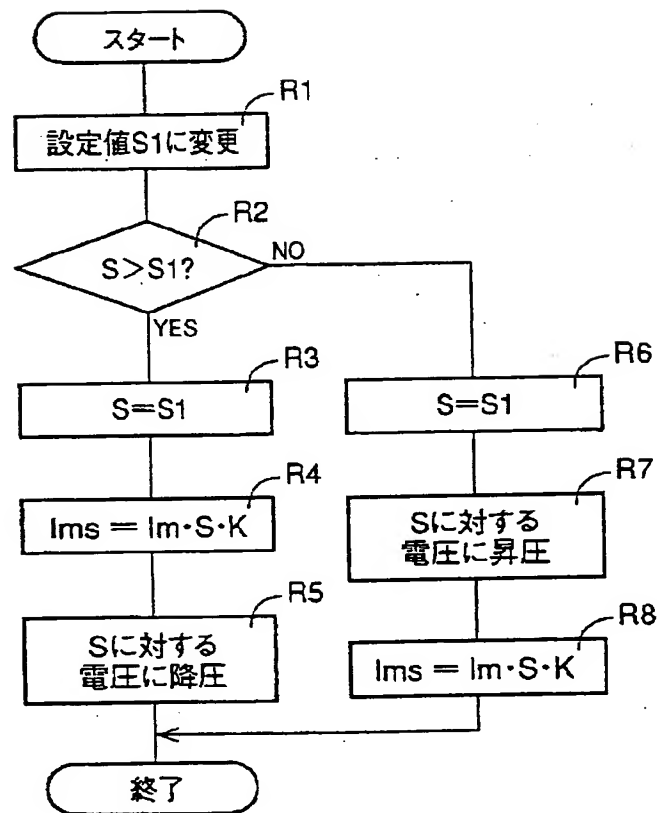 スタート
R1
設定値S1に変更
R2
S>S1?
NO
YES
R3
S=S1
R4
Ims = Im・S・K
R5
Sに対する
電圧に降圧
R6
S=S1
R7
Sに対する
電圧に昇圧
R8
Ims = Im・S・K
終了